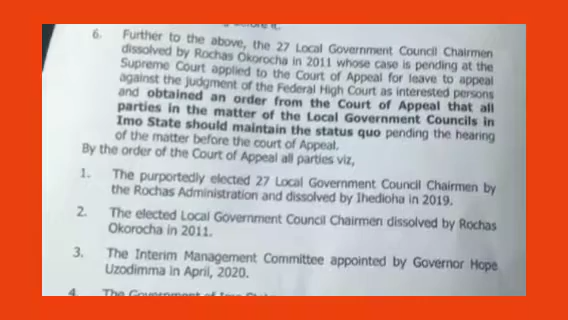 6. Further to the above, the 27 Local Government Council Chairmen
dissolved by Rochas Okorocha in 2011 whose case is pending at the
Supreme Court applied to the Court of Appeal for leave to appeal
against the judgment of the Federal High Court as interested persons
and obtained an order from the Court of Appeal that all
parties in the matter of the Local Government Councils in
Imo State should maintain the status quo pending the hearing
of the matter before the court of Appeal.
By the order of the Court of Appeal all parties viz,
1. The purportedly elected 27 Local Government Council Chairmen by
the Rochas Administration and dissolved by Ihedioha in 2019.
2. The elected Local Government Council Chairmen dissolved by Rochas
Okorocha in 2011.
3. The Interim Management Committee appointed by Governor Hope
Uzodimma in April, 2020.
4. The Government of Imo